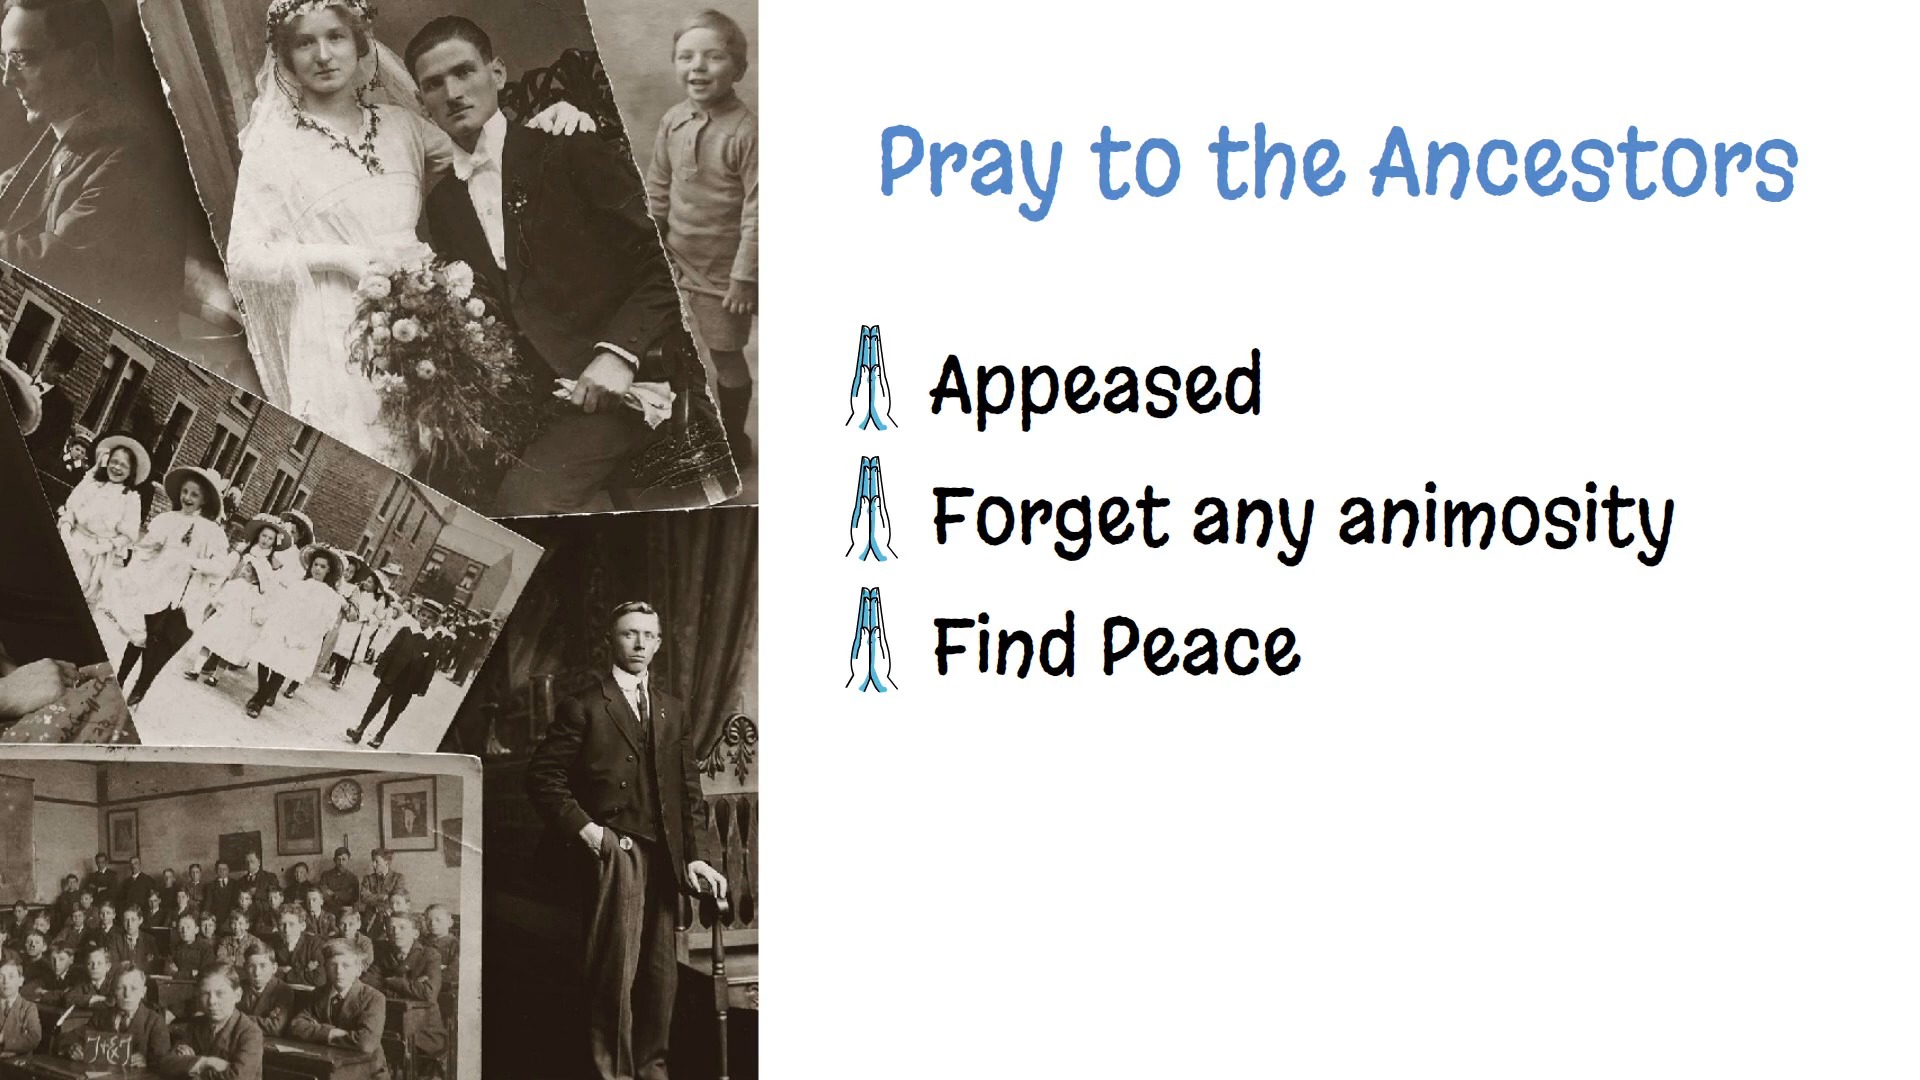 Pray to the Ancestors
Appeased
Forget any animosity
Find Peace